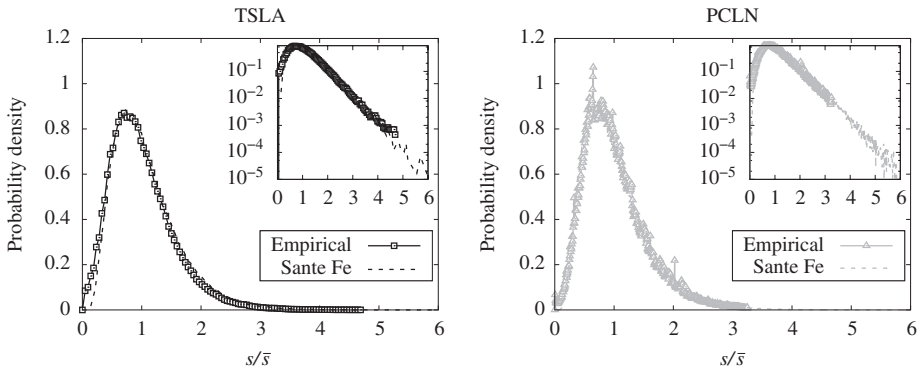 TSLA
PCLN
Probability density
1.2
1
0.8
0.6
0.4
0.2
0
0 1 2 3 4 5 6
s/s̄
10⁻¹
10⁻²
10⁻³
10⁻⁴
10⁻⁵
0 1 2 3 4 5 6
Empirical
Sante Fe
Probability density
1.2
1
0.8
0.6
0.4
0.2
0
0 1 2 3 4 5 6
s/s̄
10⁻¹
10⁻²
10⁻³
10⁻⁴
10⁻⁵
0 1 2 3 4 5 6
Empirical
Sante Fe